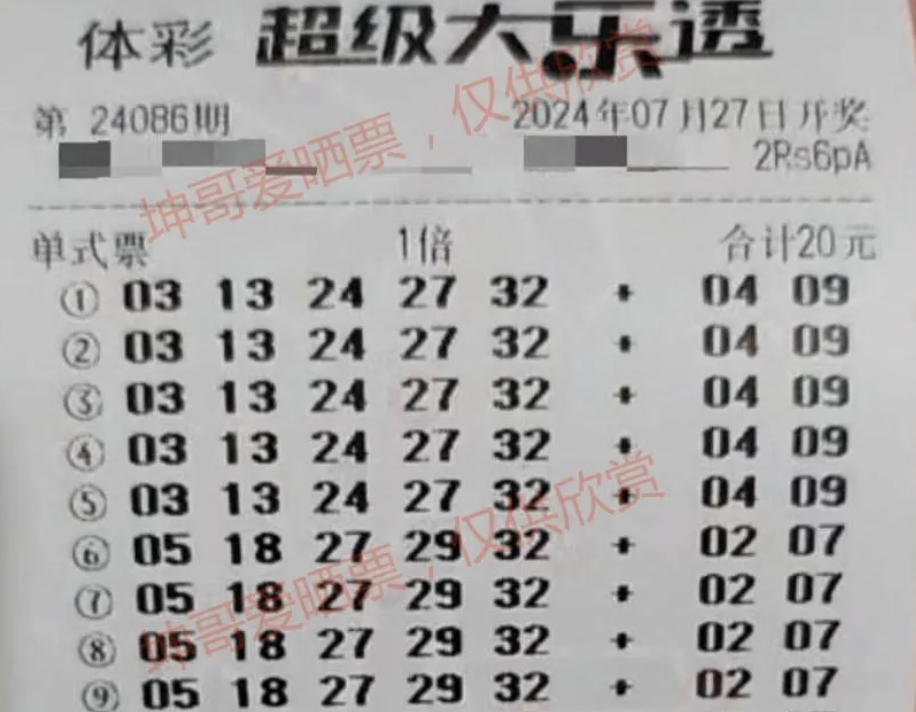 体彩 超级大乐透
第 24086期 2024年07月27日开奖
2Rs6pA
单式票 1倍 合计20元
① 03 13 24 27 32 + 04 09
② 03 13 24 27 32 + 04 09
③ 03 13 24 27 32 + 04 09
④ 03 13 24 27 32 + 04 09
⑤ 03 13 24 27 32 + 04 09
⑥ 05 18 27 29 32 + 02 07
⑦ 05 18 27 29 32 + 02 07
⑧ 05 18 27 29 32 + 02 07
⑨ 05 18 27 29 32 + 02 07
坤哥爱晒票，仅供欣赏
坤哥爱晒票，仅供欣赏